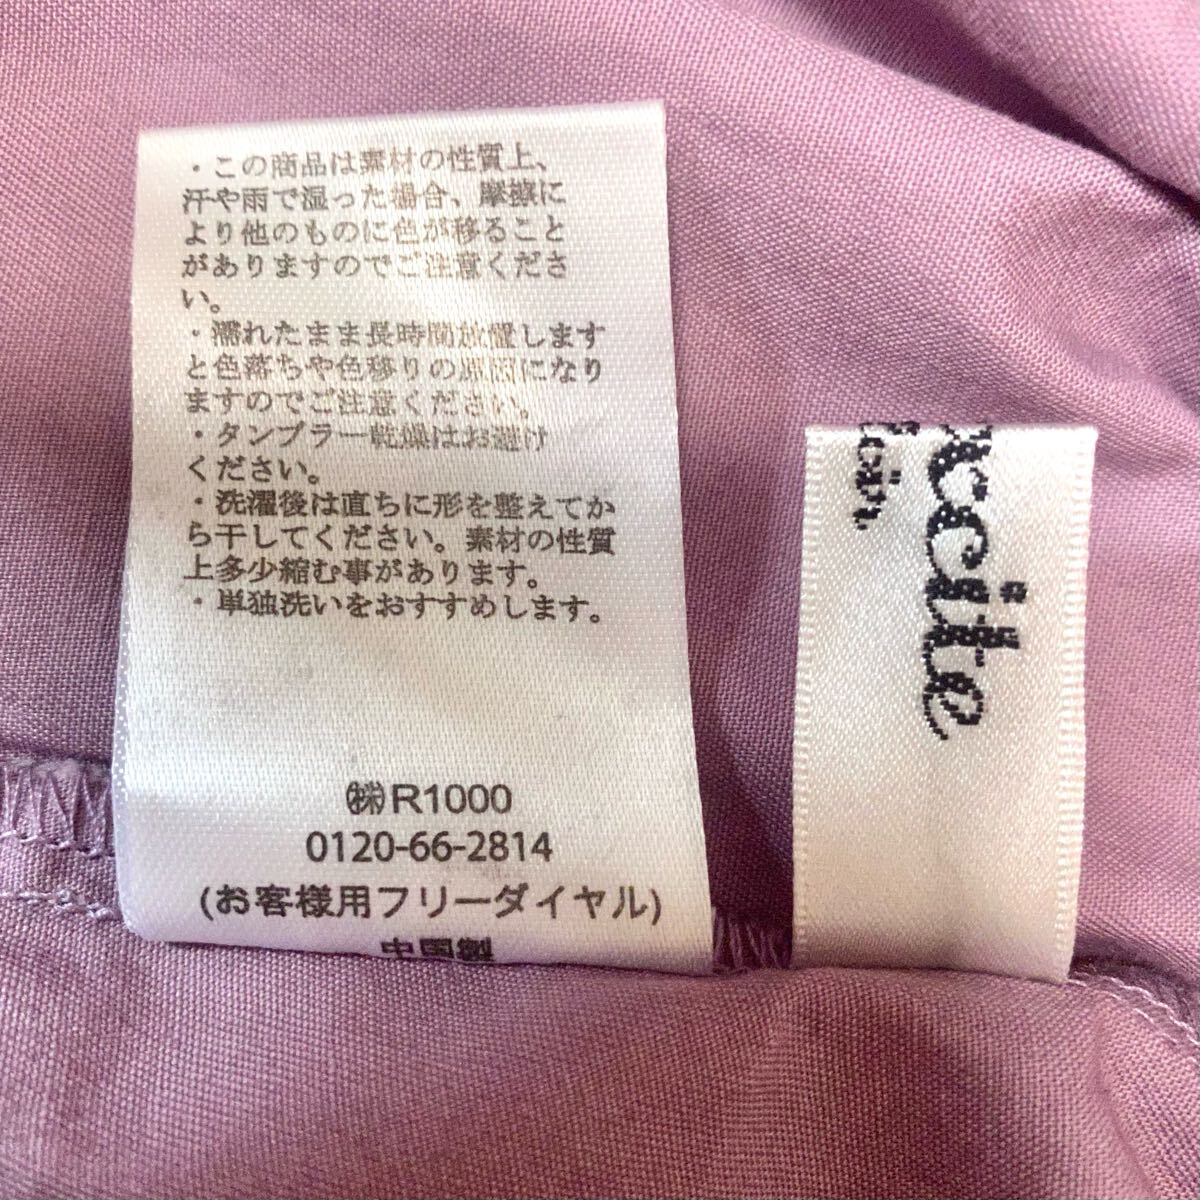 ・この商品は素材の性質上、
汗や雨で湿った場合、摩擦に
より他のものに色が移ること
がありますのでご注意くださ
い。
・濡れたまま長時間放置します
と色落ちや色移りの原因になり
ますのでご注意ください。
・タンブラー乾燥はお避け
ください。
・洗濯後は直ちに形を整えてか
ら干してください。素材の性質
上多少縮む事があります。
・単独洗いをおすすめします。
㈱R1000
0120-66-2814
(お客様用フリーダイヤル)
中国製